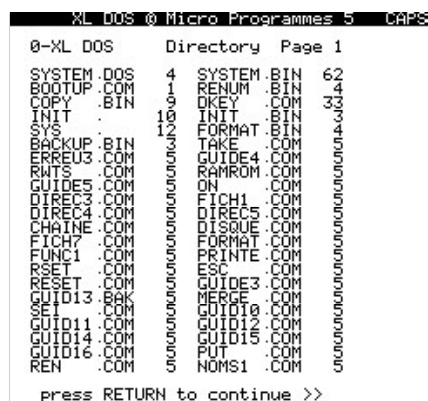 XL DOS @ Micro Programmes 5 CAPS
0-XL DOS Directory Page 1
SYSTEM.DOS 4 SYSTEM.BIN 62
BOOTUP.COM 1 RENUM .BIN 4
COPY .BIN 9 DKEY .COM 33
INIT . 10 INIT .BIN 3
SYS . 12 FORMAT.BIN 4
BACKUP.BIN 3 TAKE .COM 5
ERREU3.COM 5 GUIDE4.COM 5
RWTS .COM 5 RAMROM.COM 5
GUIDE5.COM 5 ON .COM 5
DIREC3.COM 5 FICH1 .COM 5
DIREC4.COM 5 DIREC5.COM 5
CHAINE.COM 5 DISQUE.COM 5
FICH7 .COM 5 FORMAT.COM 5
FUNC1 .COM 5 PRINTE.COM 5
RSET .COM 5 ESC .COM 5
RESET .COM 5 GUIDE3.COM 5
GUID13.BAK 5 MERGE .COM 5
SEI .COM 5 GUID10.COM 5
GUID11.COM 5 GUID12.COM 5
GUID14.COM 5 GUID15.COM 5
GUID16.COM 5 PUT .COM 5
REN .COM 5 NOMS1 .COM 5
press RETURN to continue >>